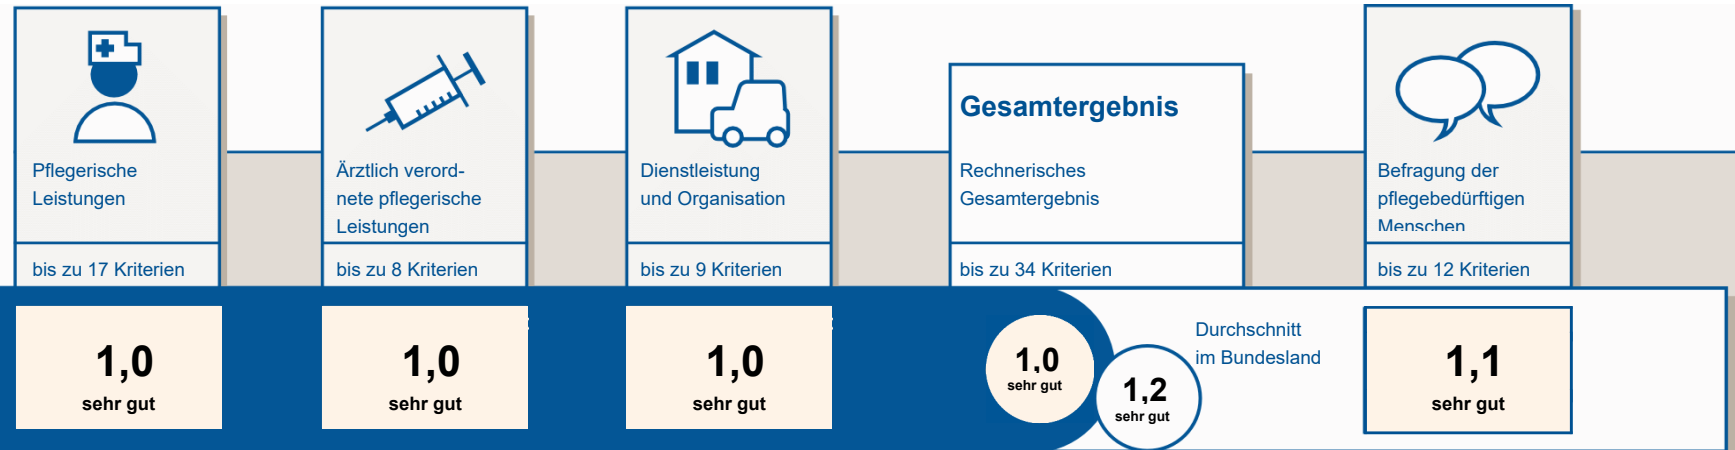 Pflegerische
Leistungen
bis zu 17 Kriterien
1,0
sehr gut
Ärztlich verord-
nete pflegerische
Leistungen
bis zu 8 Kriterien
1,0
sehr gut
Dienstleistung
und Organisation
bis zu 9 Kriterien
1,0
sehr gut
Gesamtergebnis
Rechnerisches
Gesamtergebnis
bis zu 34 Kriterien
1,0
sehr gut
1,2
sehr gut
Durchschnitt
im Bundesland
Befragung der
pflegebedürftigen
Menschen
bis zu 12 Kriterien
1,1
sehr gut